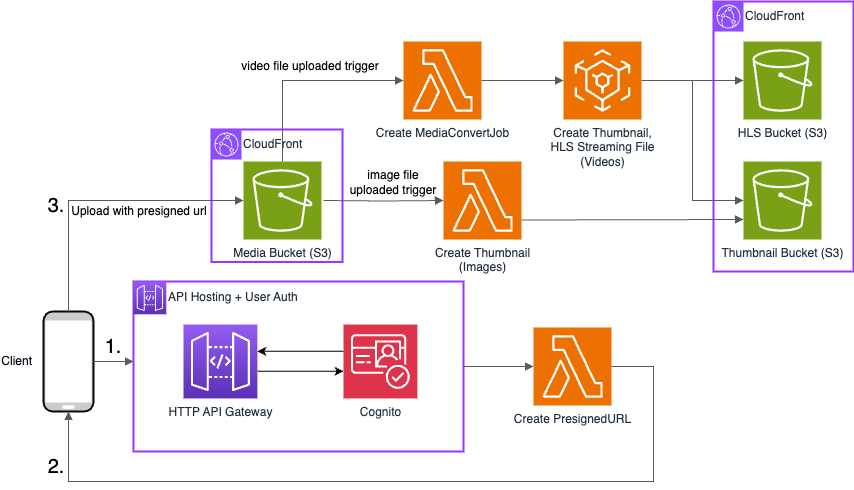 CloudFront
video file uploaded trigger
Create MediaConvertJob
Create Thumbnail,
HLS Streaming File
(Videos)
HLS Bucket (S3)
CloudFront
image file
uploaded trigger
3.
Upload with presigned url
Media Bucket (S3)
Create Thumbnail
(Images)
Thumbnail Bucket (S3)
API Hosting + User Auth
Client
1.
HTTP API Gateway
Cognito
Create PresignedURL
2.